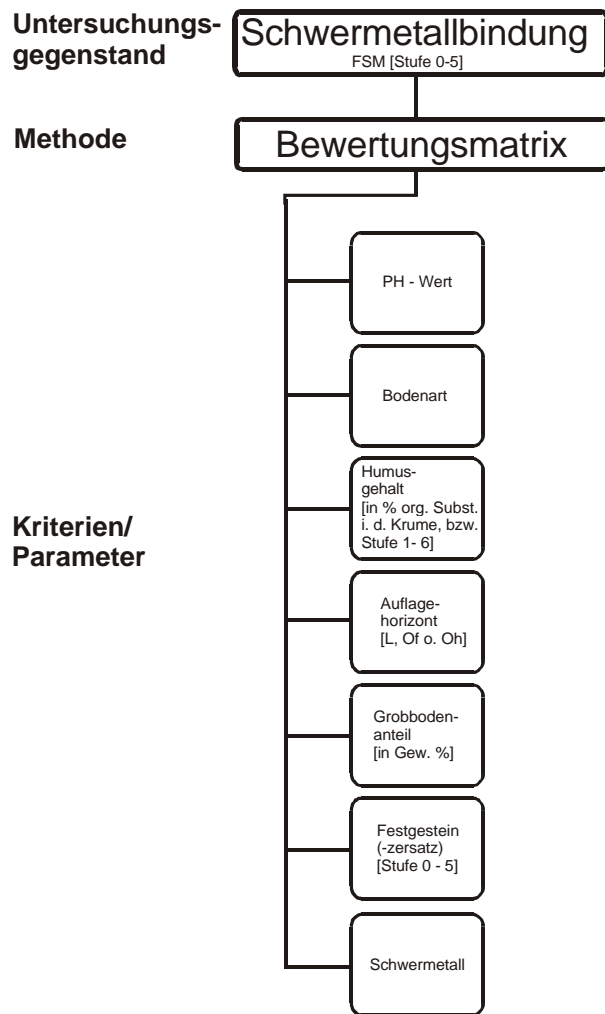 Untersuchungs-
gegenstand
Schwermetallbindung
FSM [Stufe 0-5]
Methode
Bewertungsmatrix
Kriterien/
Parameter
PH - Wert
Bodenart
Humus-
gehalt
[in % org. Subst.
i. d. Krume, bzw.
Stufe 1- 6]
Auflage-
horizont
[L, Of o. Oh]
Grobboden-
anteil
[in Gew. %]
Festgestein
(-zersatz)
[Stufe 0 - 5]
Schwermetall